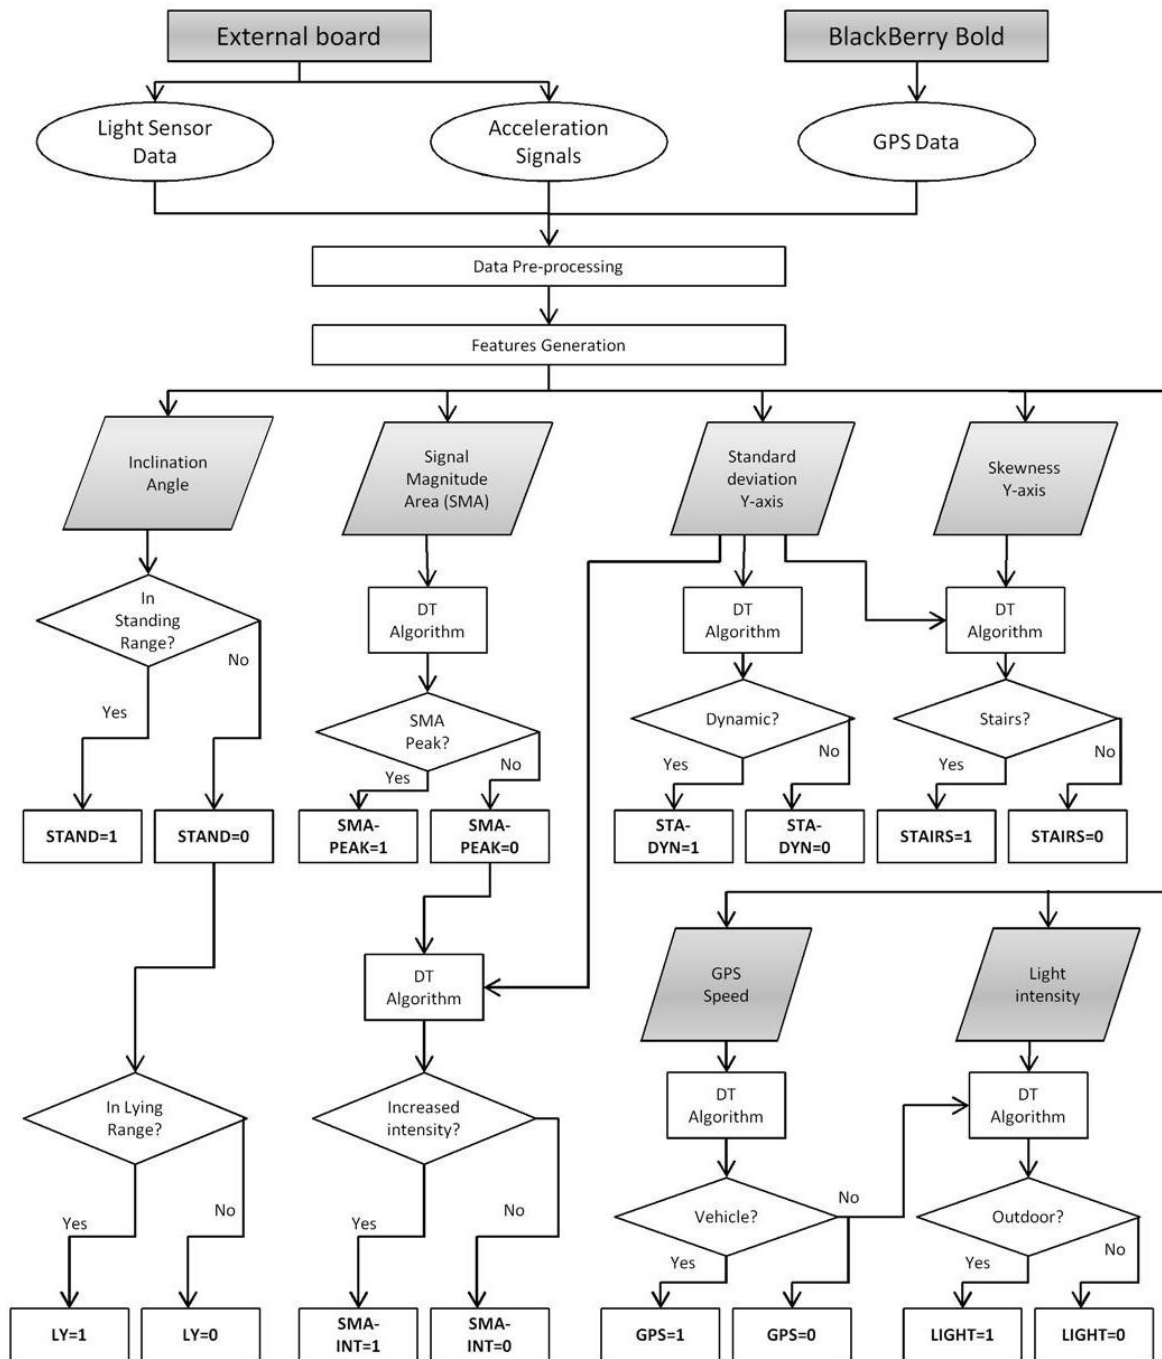 External board
BlackBerry Bold
Light Sensor
Data
Acceleration
Signals
GPS Data
Data Pre-processing
Features Generation
Inclination
Angle
Signal
Magnitude
Area (SMA)
Standard
deviation
Y-axis
Skewness
Y-axis
In
Standing
Range?
DT
Algorithm
DT
Algorithm
DT
Algorithm
No
Yes
SMA
Peak?
Dynamic?
Stairs?
Yes
No
Yes
No
Yes
No
STAND=1
STAND=0
SMA-
PEAK=1
SMA-
PEAK=0
STA-
DYN=1
STA-
DYN=0
STAIRS=1
STAIRS=0
DT
Algorithm
GPS
Speed
Light
intensity
In Lying
Range?
Increased
intensity?
DT
Algorithm
DT
Algorithm
Yes
No
Yes
No
Vehicle?
No
Outdoor?
Yes
Yes
No
LY=1
LY=0
SMA-
INT=1
SMA-
INT=0
GPS=1
GPS=0
LIGHT=1
LIGHT=0